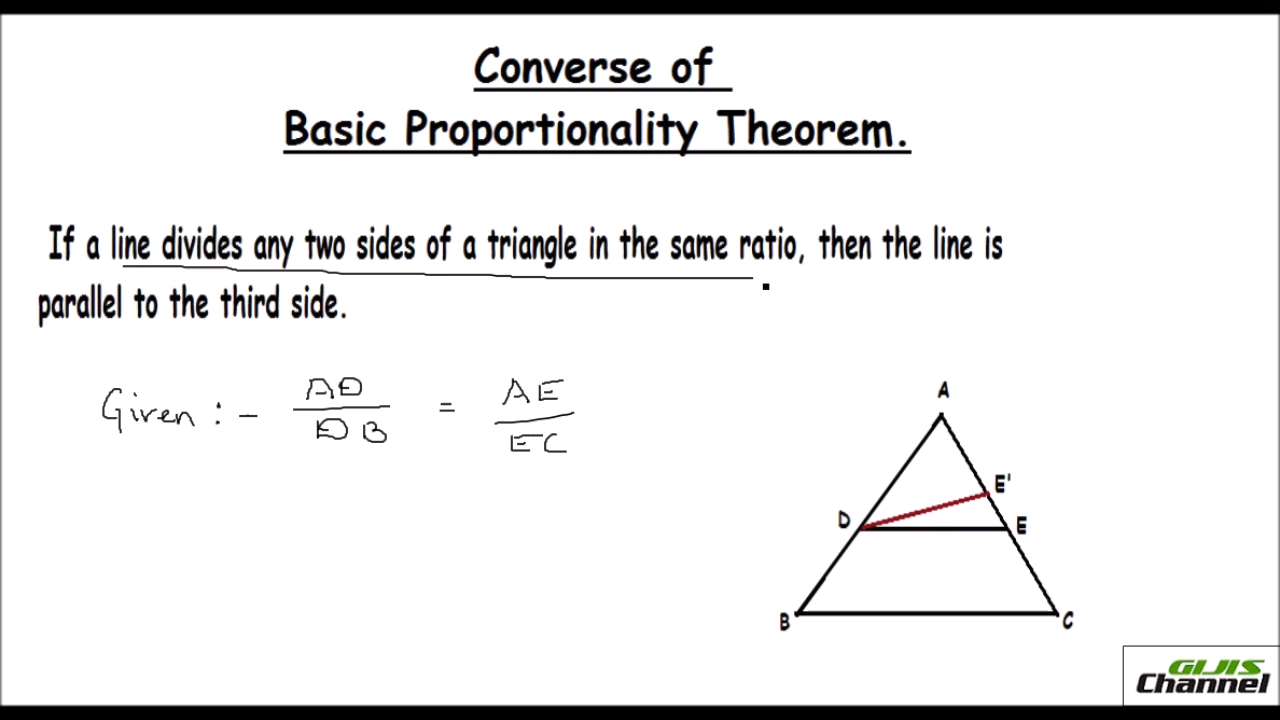 Converse of
Basic Proportionality Theorem.
If a line divides any two sides of a triangle in the same ratio, then the line is
parallel to the third side.
Given :- AD/DB = AE/EC
A
E'
D
E
B
C
GIJIS
Channel